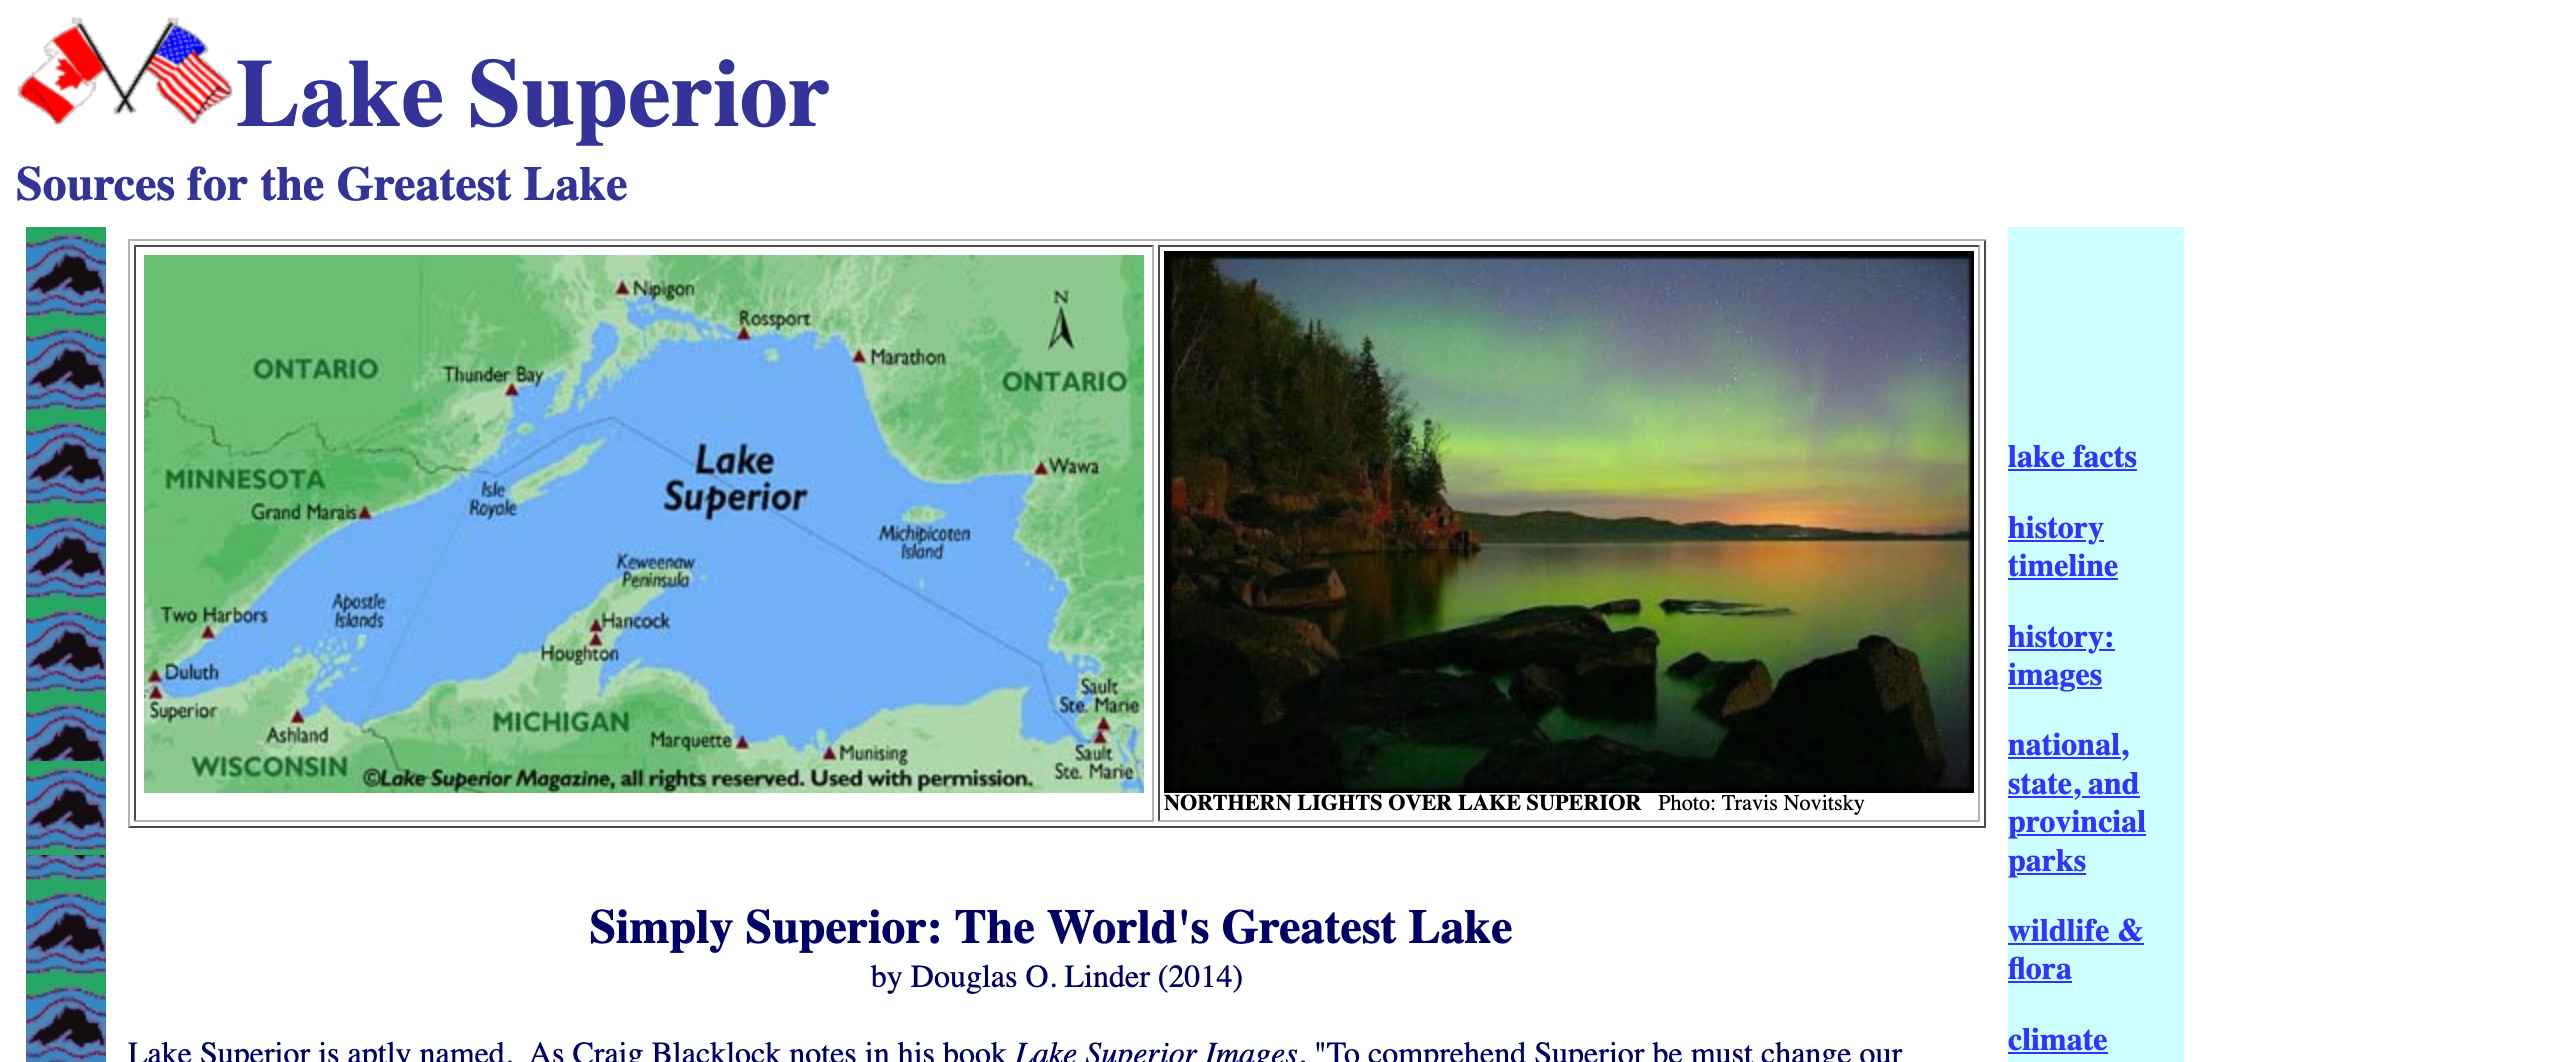 Lake Superior
Sources for the Greatest Lake
Nipigon
Rossport
N
Marathon
ONTARIO
Thunder Bay
ONTARIO
Lake
Superior
Wawa
MINNESOTA
Isle
Royale
Grand Marais
Michipicoten
Island
Keweenaw
Peninsula
Apostle
Islands
Two Harbors
Hancock
Houghton
Duluth
Superior
Sault
Ste. Marie
Ashland
MICHIGAN
Marquette
Munising
Sault
Ste. Marie
WISCONSIN
©Lake Superior Magazine, all rights reserved. Used with permission.
NORTHERN LIGHTS OVER LAKE SUPERIOR   Photo: Travis Novitsky
lake facts
history
timeline
history:
images
national,
state, and
provincial
parks
wildlife &
flora
climate
Simply Superior: The World's Greatest Lake
by Douglas O. Linder (2014)
Lake Superior is aptly named.  As Craig Blacklock notes in his book Lake Superior Images, "To comprehend Superior be must change our